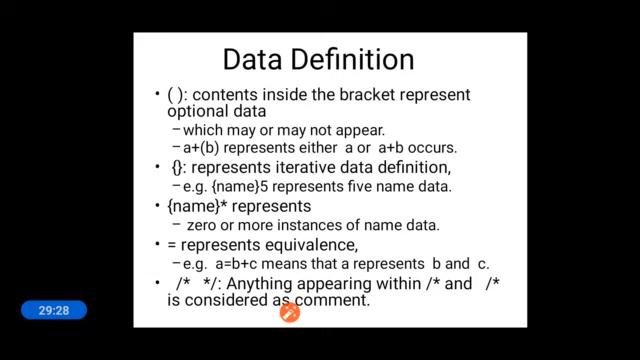 Data Definition
• ( ): contents inside the bracket represent
optional data
– which may or may not appear.
– a+(b) represents either a or a+b occurs.
• {}: represents iterative data definition,
– e.g. {name}5 represents five name data.
• {name}* represents
– zero or more instances of name data.
• = represents equivalence,
– e.g. a=b+c means that a represents b and c.
• /* */: Anything appearing within /* and /*
is considered as comment.
29:28